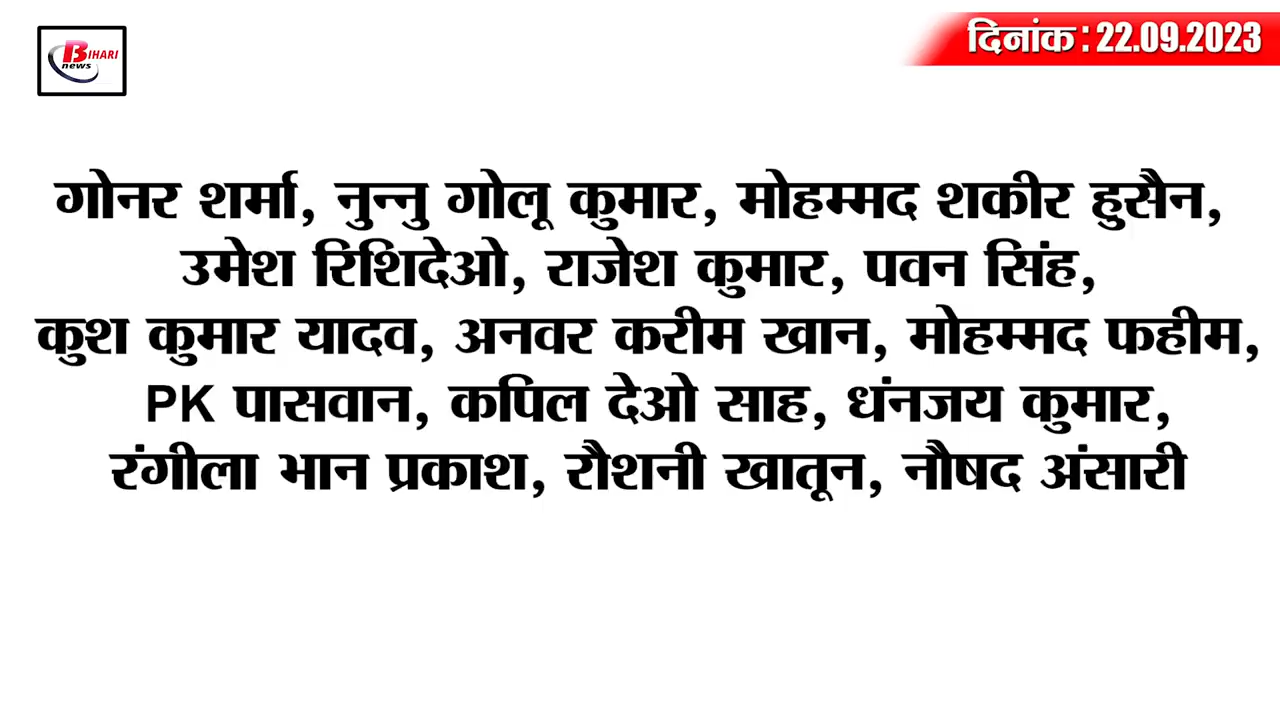 BIHARI
news
दिनांक : 22.09.2023
गोनर शर्मा, नुन्नु गोलू कुमार, मोहम्मद शकीर हुसैन,
उमेश रिशिदेओ, राजेश कुमार, पवन सिंह,
कुश कुमार यादव, अनवर करीम खान, मोहम्मद फहीम,
PK पासवान, कपिल देओ साह, धंनजय कुमार,
रंगीला भान प्रकाश, रौशनी खातून, नौषद अंसारी